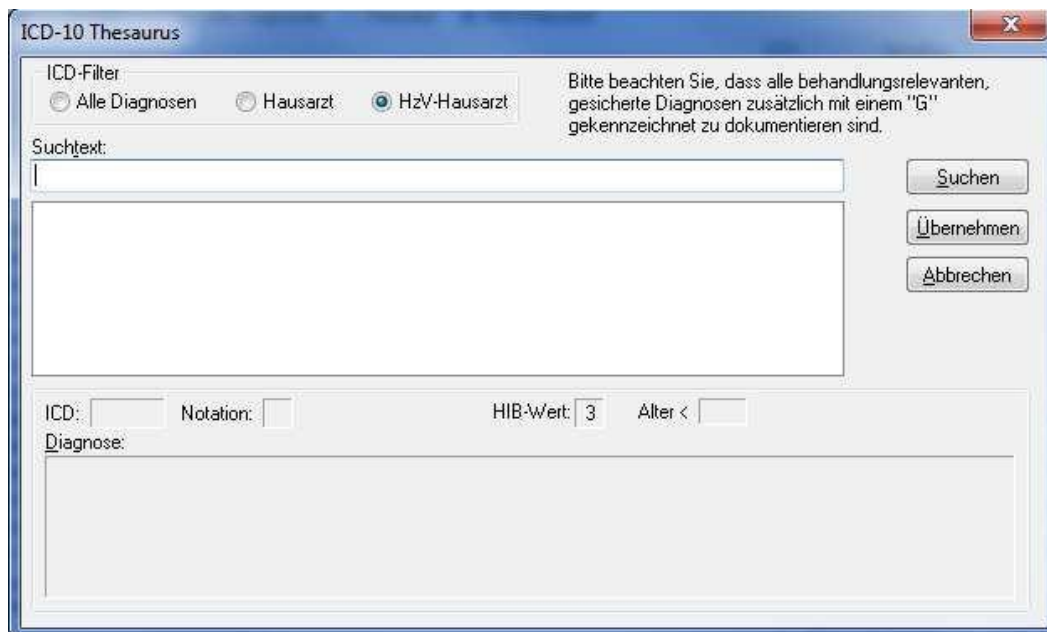 ICD-10 Thesaurus
ICD-Filter
Alle Diagnosen Hausarzt HzV-Hausarzt
Bitte beachten Sie, dass alle behandlungsrelevanten,
gesicherte Diagnosen zusätzlich mit einem "G"
gekennzeichnet zu dokumentieren sind.
Suchtext:
Suchen
Übernehmen
Abbrechen
ICD: Notation: HIB-Wert: 3 Alter <
Diagnose: